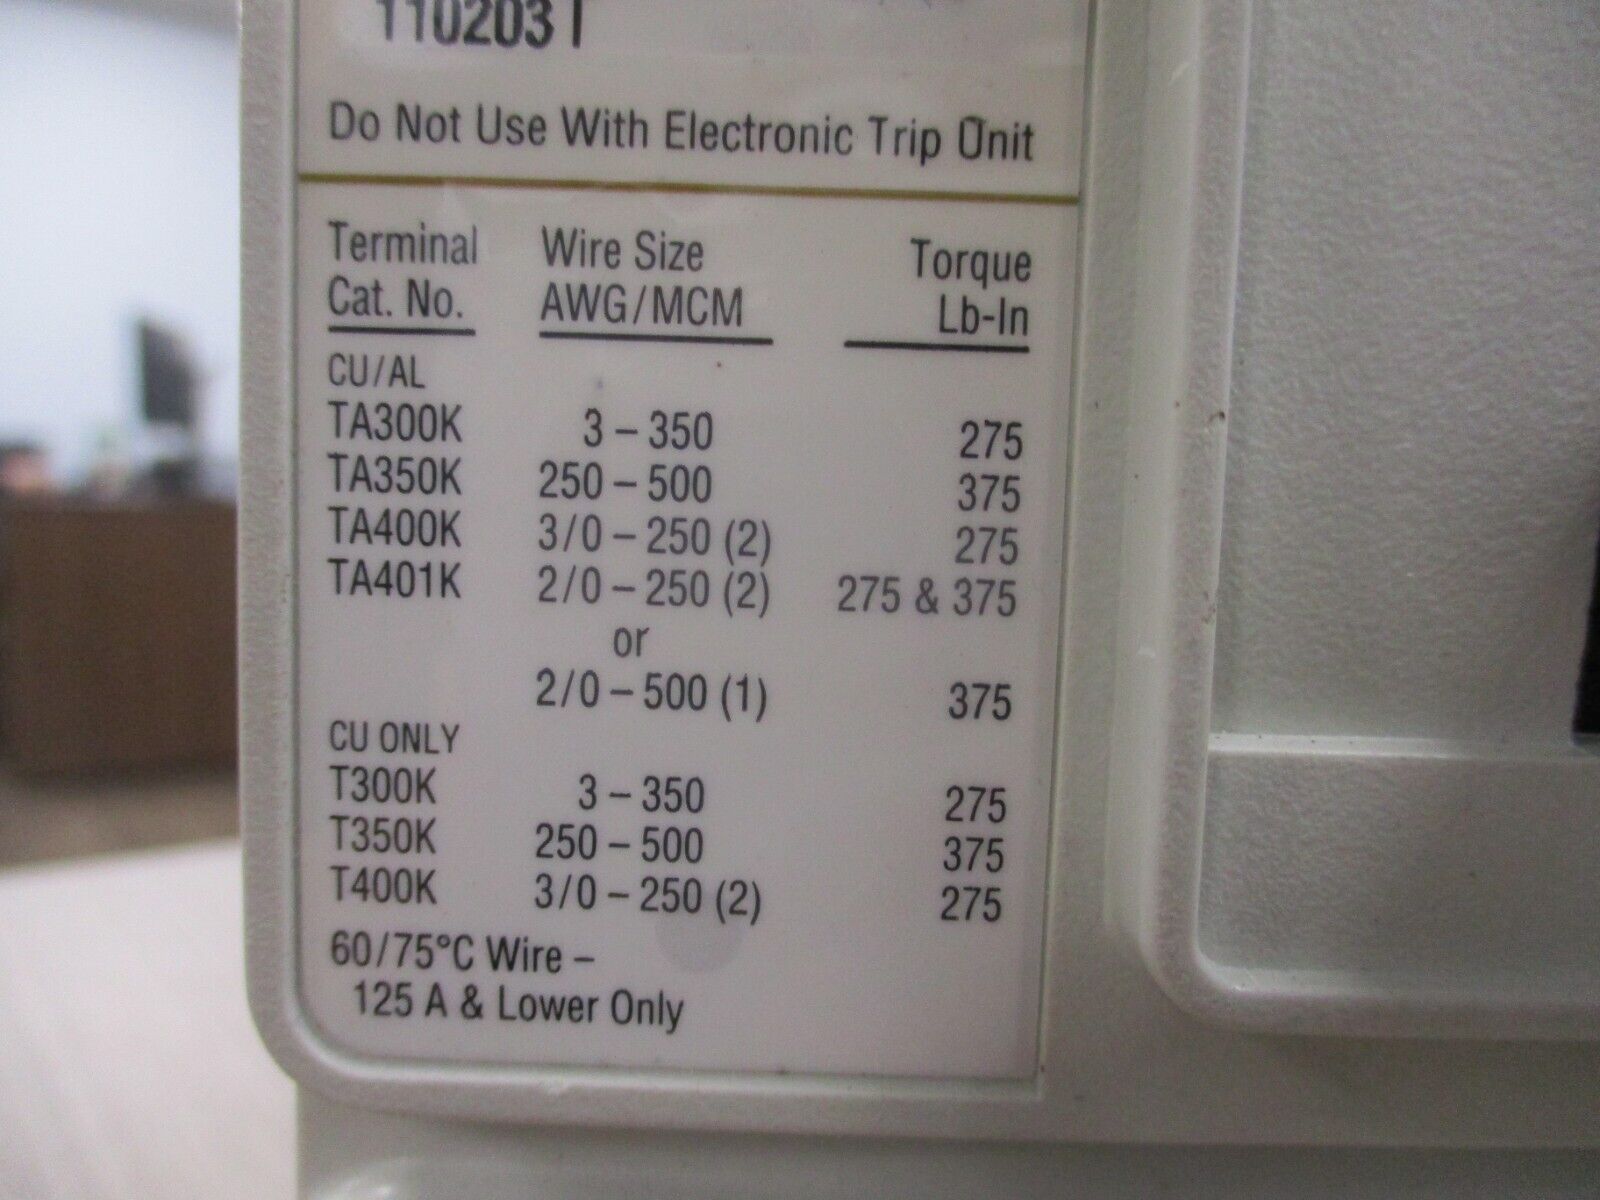 110203 I
Do Not Use With Electronic Trip Unit
Terminal Wire Size Torque
Cat. No. AWG/MCM Lb-In
CU/AL
TA300K 3 – 350 275
TA350K 250 – 500 375
TA400K 3/0 – 250 (2) 275
TA401K 2/0 – 250 (2) 275 & 375
or
2/0 – 500 (1) 375
CU ONLY
T300K 3 – 350 275
T350K 250 – 500 375
T400K 3/0 – 250 (2) 275
60/75°C Wire –
125 A & Lower Only